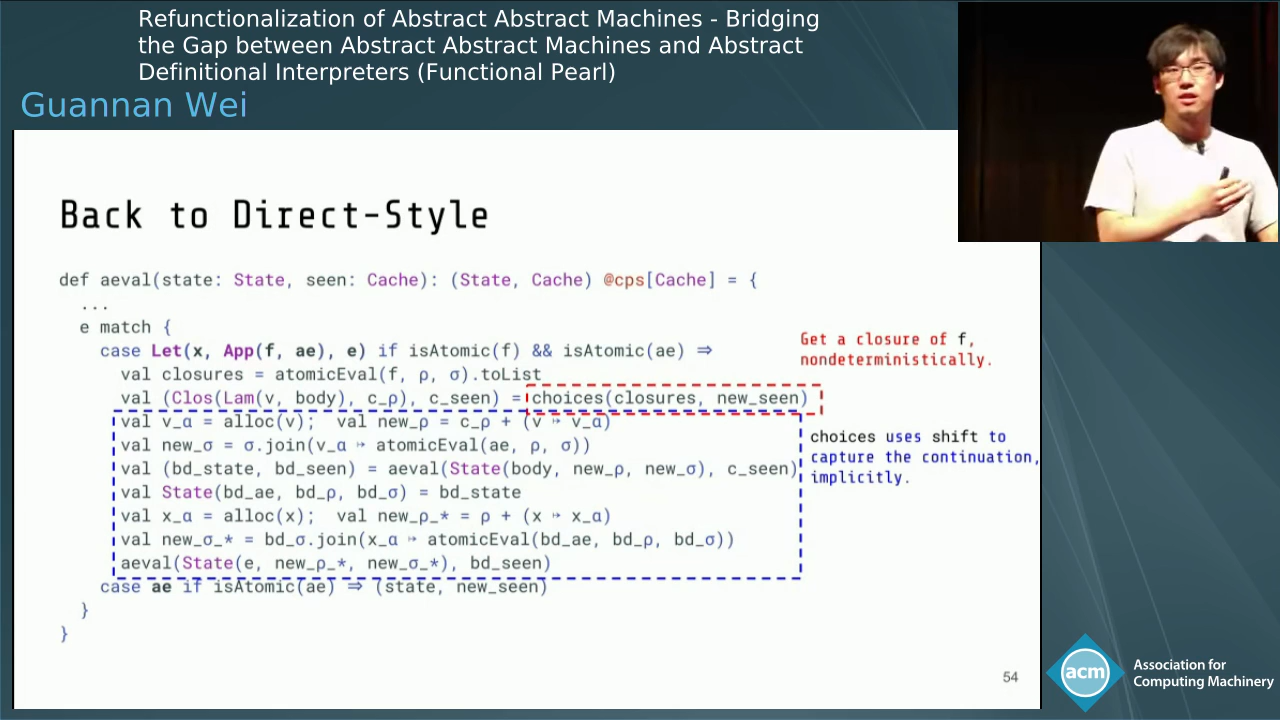 Refunctionalization of Abstract Abstract Machines - Bridging
the Gap between Abstract Abstract Machines and Abstract
Definitional Interpreters (Functional Pearl)
Guannan Wei
Back to Direct-Style
def aeval(state: State, seen: Cache): (State, Cache) @cps[Cache] = {
...
e match {
case Let(x, App(f, ae), e) if isAtomic(f) && isAtomic(ae) ⇒
val closures = atomicEval(f, ρ, σ).toList
val (Clos(Lam(v, body), c_ρ), c_seen) = choices(closures, new_seen)
val v_α = alloc(v); val new_ρ = c_ρ + (v ↦ v_α)
val new_σ = σ.join(v_α ↦ atomicEval(ae, ρ, σ))
val (bd_state, bd_seen) = aeval(State(body, new_ρ, new_σ), c_seen)
val State(bd_ae, bd_ρ, bd_σ) = bd_state
val x_α = alloc(x); val new_ρ_* = ρ + (x ↦ x_α)
val new_σ_* = bd_σ.join(x_α ↦ atomicEval(bd_ae, bd_ρ, bd_σ))
aeval(State(e, new_ρ_*, new_σ_*), bd_seen)
case ae if isAtomic(ae) ⇒ (state, new_seen)
}
}
Get a closure of f,
nondeterministically.
choices uses shift to
capture the continuation,
implicitly.
54
acm
Association for
Computing Machinery